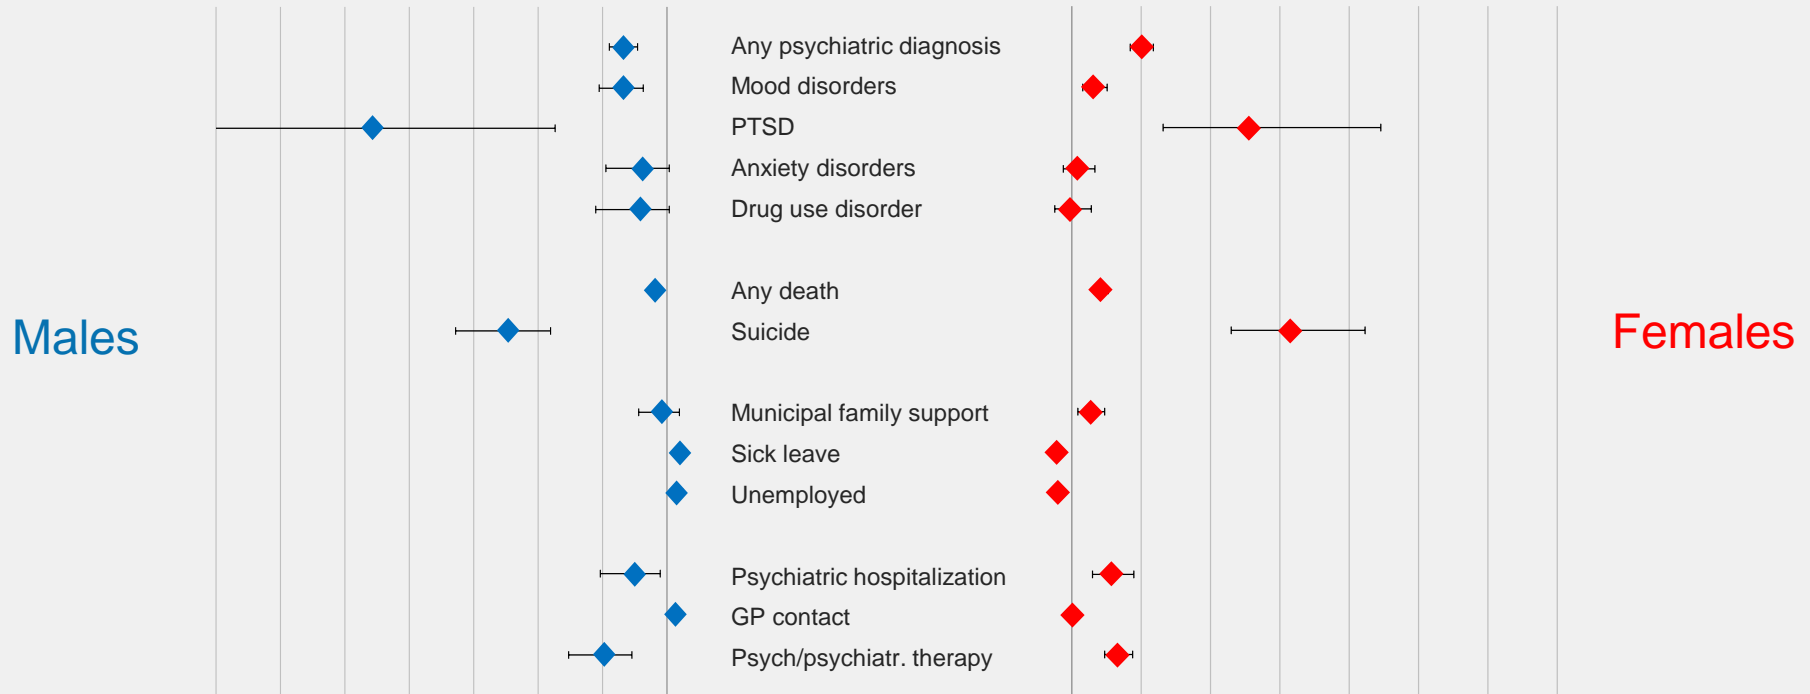 Any psychiatric diagnosis
Mood disorders
PTSD
Anxiety disorders
Drug use disorder
Any death
Suicide
Males
Females
Municipal family support
Sick leave
Unemployed
Psychiatric hospitalization
GP contact
Psych/psychiatr. therapy